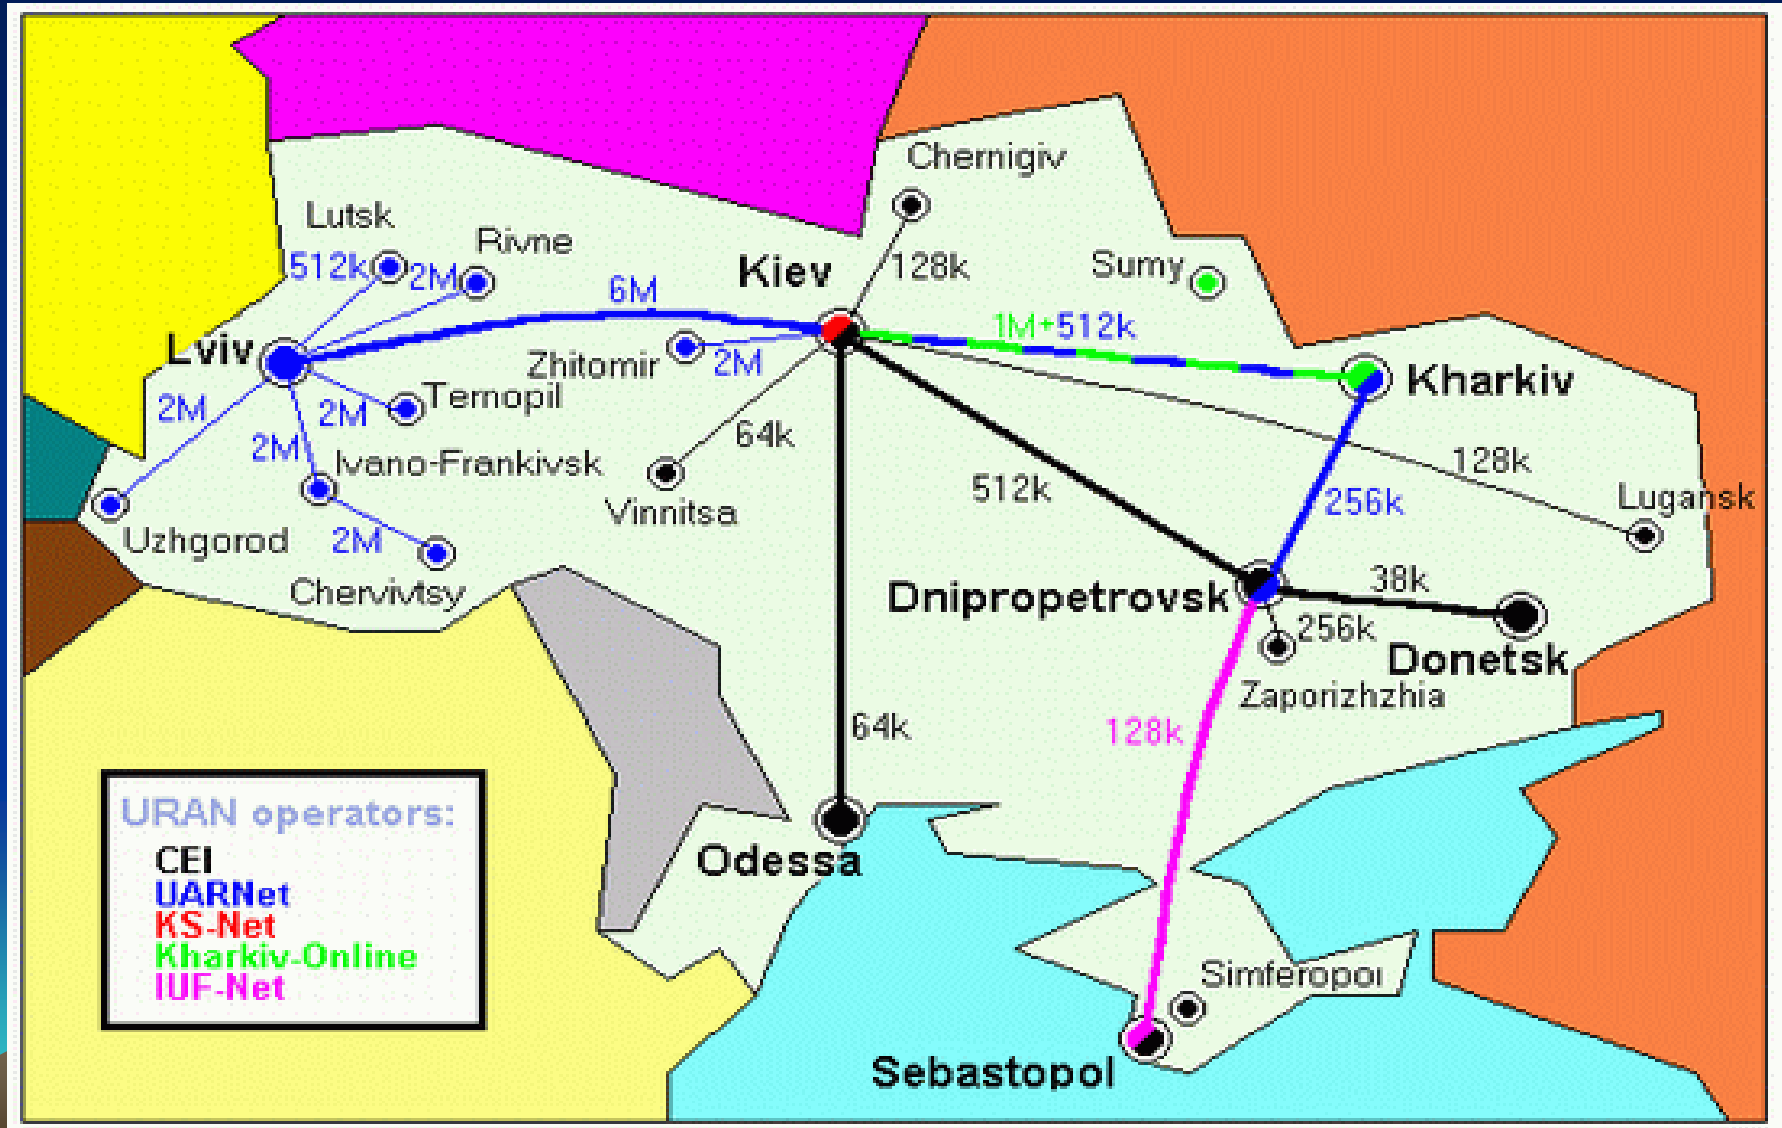 Chernigiv
Lutsk
Rivne
512k
2M
Kiev
128k
Sumy
6M
1M+512k
Lviv
Zhitomir
2M
Kharkiv
2M
2M
Ternopil
2M
Ivano-Frankivsk
64k
128k
512k
256k
Lugansk
Vinnitsa
Uzhgorod
2M
Chervivtsy
Dnipropetrovsk
38k
256k
Donetsk
Zaporizhzhia
64k
128k
URAN operators:
CEI
UARNet
KS-Net
Kharkiv-Online
IUF-Net
Odessa
Simferopol
Sebastopol